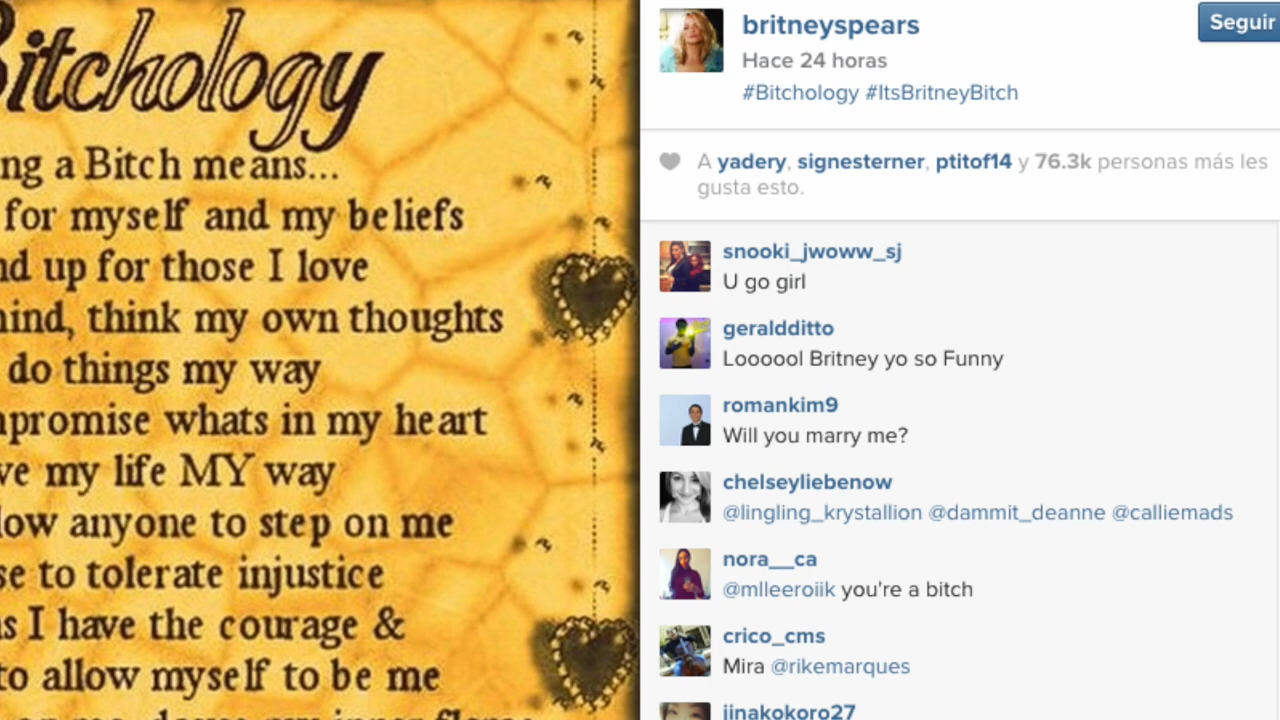 Bitchology
ng a Bitch means...
for myself and my beliefs
nd up for those I love
ind, think my own thoughts
do things my way
promise whats in my heart
ve my life MY way
low anyone to step on me
se to tolerate injustice
s I have the courage &
to allow myself to be me
britneyspears
Seguir
Hace 24 horas
#Bitchology #ItsBritneyBitch
A yadery, signesterner, ptitof14 y 76.3k personas más les
gusta esto.
snooki_jwoww_sj
U go girl
geraldditto
Loooool Britney yo so Funny
romankim9
Will you marry me?
chelseyliebenow
@lingling_krystallion @dammit_deanne @calliemads
nora__ca
@mlleeroiik you're a bitch
crico_cms
Mira @rikemarques
jinakokoro27